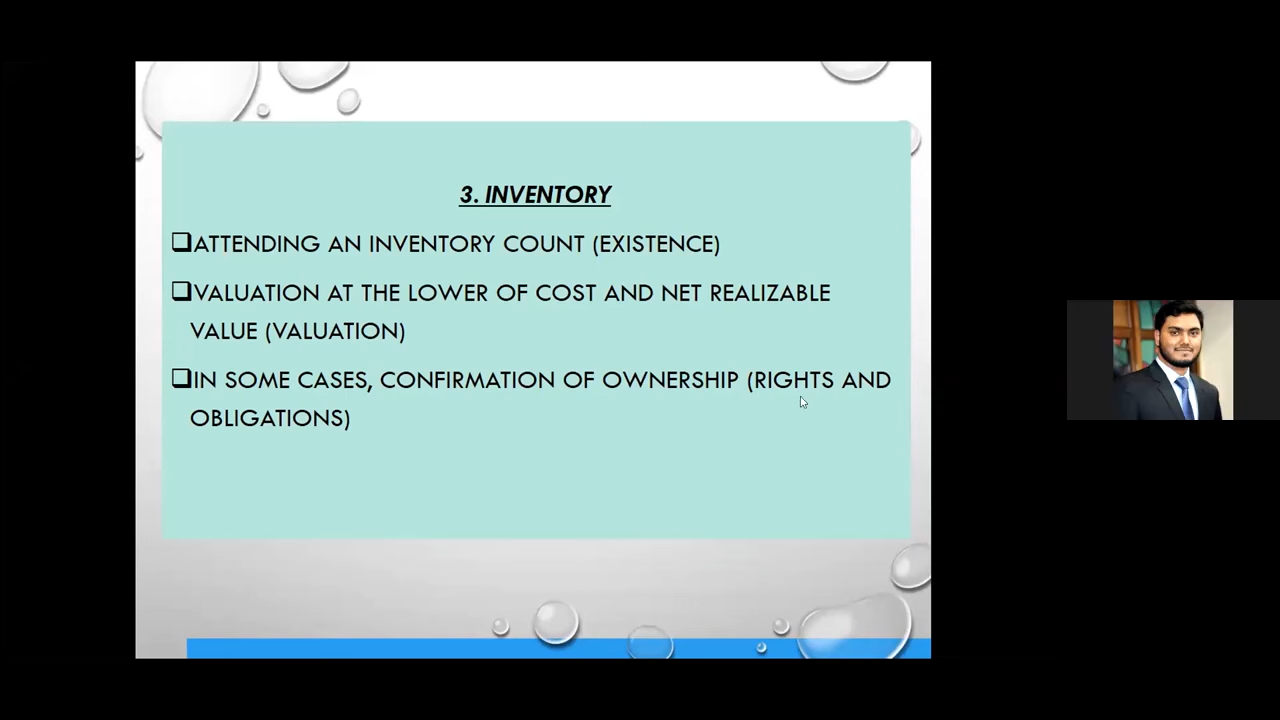 3. INVENTORY
❑ATTENDING AN INVENTORY COUNT (EXISTENCE)
❑VALUATION AT THE LOWER OF COST AND NET REALIZABLE
VALUE (VALUATION)
❑IN SOME CASES, CONFIRMATION OF OWNERSHIP (RIGHTS AND
OBLIGATIONS)